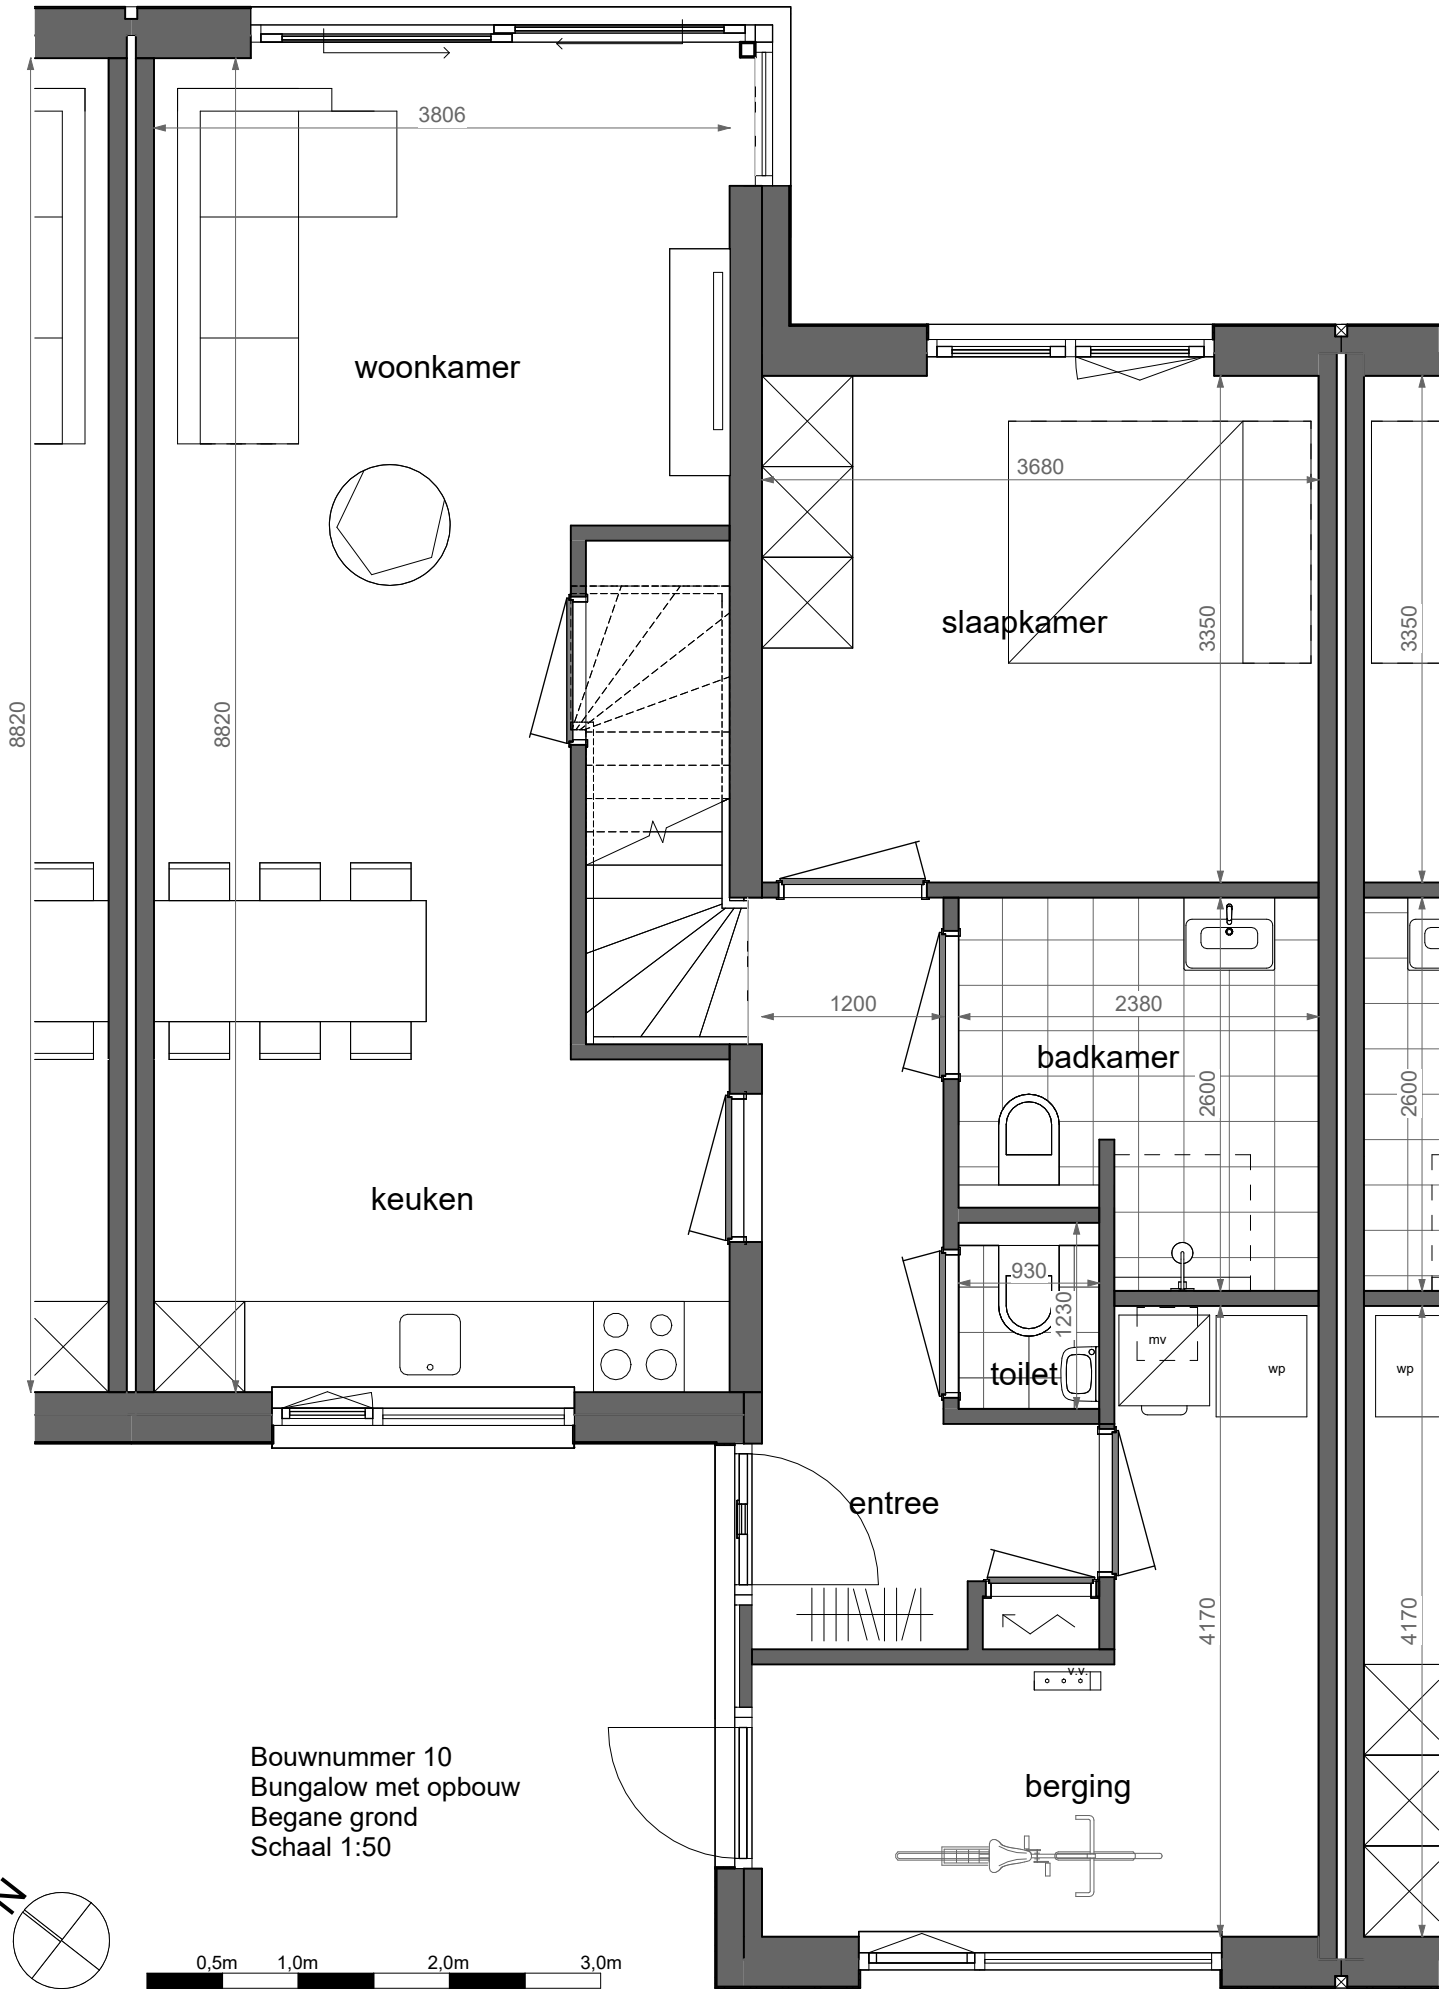 3806
woonkamer
3680
slaapkamer
3350
3350
8820
8820
1200
2380
badkamer
2600
2600
keuken
930
1230
toilet
mv
wp
wp
entree
4170
4170
v.v.
berging
Bouwnummer 10
Bungalow met opbouw
Begane grond
Schaal 1:50
N
0,5m 1,0m 2,0m 3,0m